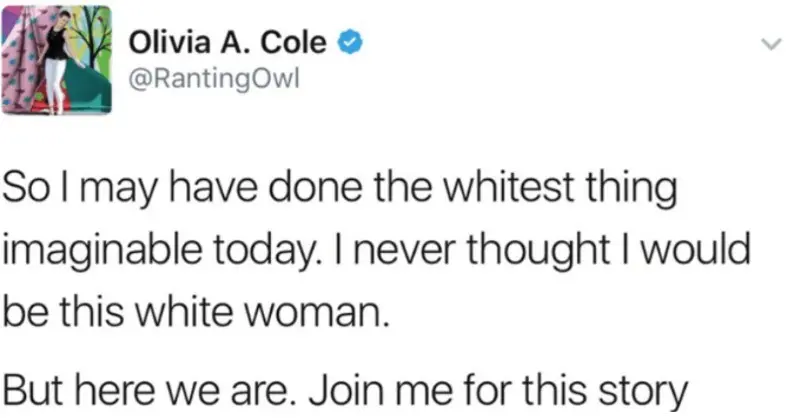 Olivia A. Cole
@RantingOwl
So I may have done the whitest thing
imaginable today. I never thought I would
be this white woman.
But here we are. Join me for this story